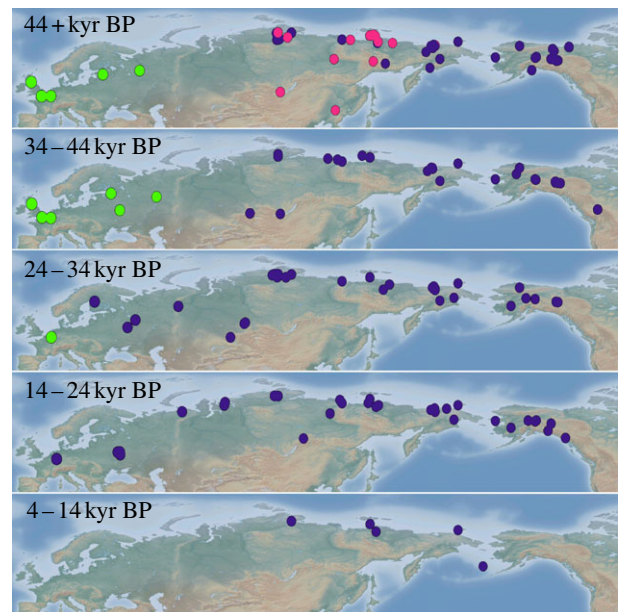 44 + kyr BP
34 – 44 kyr BP
24 – 34 kyr BP
14 – 24 kyr BP
4 – 14 kyr BP